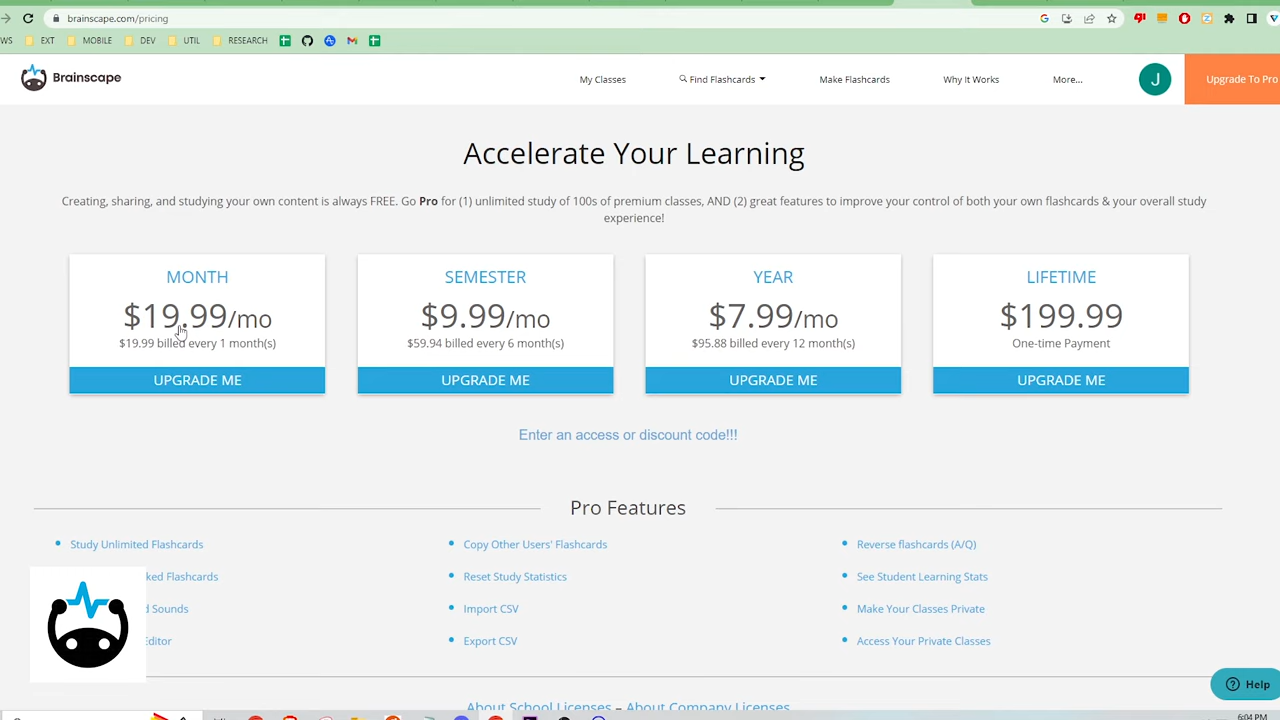 brainscape.com/pricing
WS EXT MOBILE DEV UTIL RESEARCH
Brainscape
My Classes Find Flashcards Make Flashcards Why It Works More... J Upgrade To Pro
Accelerate Your Learning
Creating, sharing, and studying your own content is always FREE. Go Pro for (1) unlimited study of 100s of premium classes, AND (2) great features to improve your control of both your own flashcards & your overall study
experience!
MONTH SEMESTER YEAR LIFETIME
$19.99/mo $9.99/mo $7.99/mo $199.99
$19.99 billed every 1 month(s) $59.94 billed every 6 month(s) $95.88 billed every 12 month(s) One-time Payment
UPGRADE ME UPGRADE ME UPGRADE ME UPGRADE ME
Enter an access or discount code!!!
Pro Features
Study Unlimited Flashcards Copy Other Users' Flashcards Reverse flashcards (A/Q)
ked Flashcards Reset Study Statistics See Student Learning Stats
d Sounds Import CSV Make Your Classes Private
Editor Export CSV Access Your Private Classes
Help
About School Licenses – About Company Licenses
6:04 PM